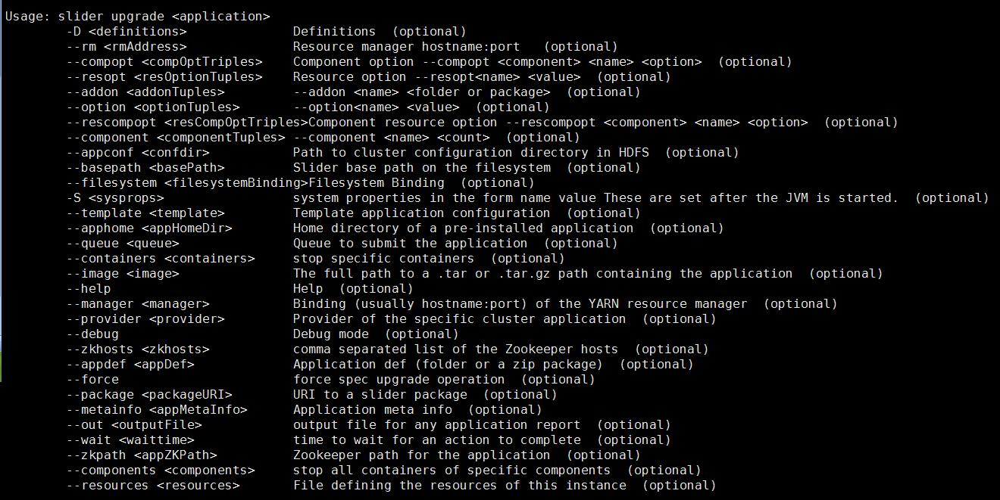 Usage: slider upgrade <application>
-D <definitions> Definitions (optional)
--rm <rmAddress> Resource manager hostname:port (optional)
--compopt <compOptTriples> Component option --compopt <component> <name> <option> (optional)
--resopt <resOptionTuples> Resource option --resopt<name> <value> (optional)
--addon <addonTuples> --addon <name> <folder or package> (optional)
--option <optionTuples> --option<name> <value> (optional)
--rescompopt <resCompOptTriples>Component resource option --rescompopt <component> <name> <option> (optional)
--component <componentTuples> --component <name> <count> (optional)
--appconf <confdir> Path to cluster configuration directory in HDFS (optional)
--basepath <basePath> Slider base path on the filesystem (optional)
--filesystem <filesystemBinding>Filesystem Binding (optional)
-S <sysprops> system properties in the form name value These are set after the JVM is started. (optional)
--template <template> Template application configuration (optional)
--apphome <appHomeDir> Home directory of a pre-installed application (optional)
--queue <queue> Queue to submit the application (optional)
--containers <containers> stop specific containers (optional)
--image <image> The full path to a .tar or .tar.gz path containing the application (optional)
--help Help (optional)
--manager <manager> Binding (usually hostname:port) of the YARN resource manager (optional)
--provider <provider> Provider of the specific cluster application (optional)
--debug Debug mode (optional)
--zkhosts <zkhosts> comma separated list of the Zookeeper hosts (optional)
--appdef <appDef> Application def (folder or a zip package) (optional)
--force force spec upgrade operation (optional)
--package <packageURI> URI to a slider package (optional)
--metainfo <appMetaInfo> Application meta info (optional)
--out <outputFile> output file for any application report (optional)
--wait <waittime> time to wait for an action to complete (optional)
--zkpath <appZKPath> Zookeeper path for the application (optional)
--components <components> stop all containers of specific components (optional)
--resources <resources> File defining the resources of this instance (optional)